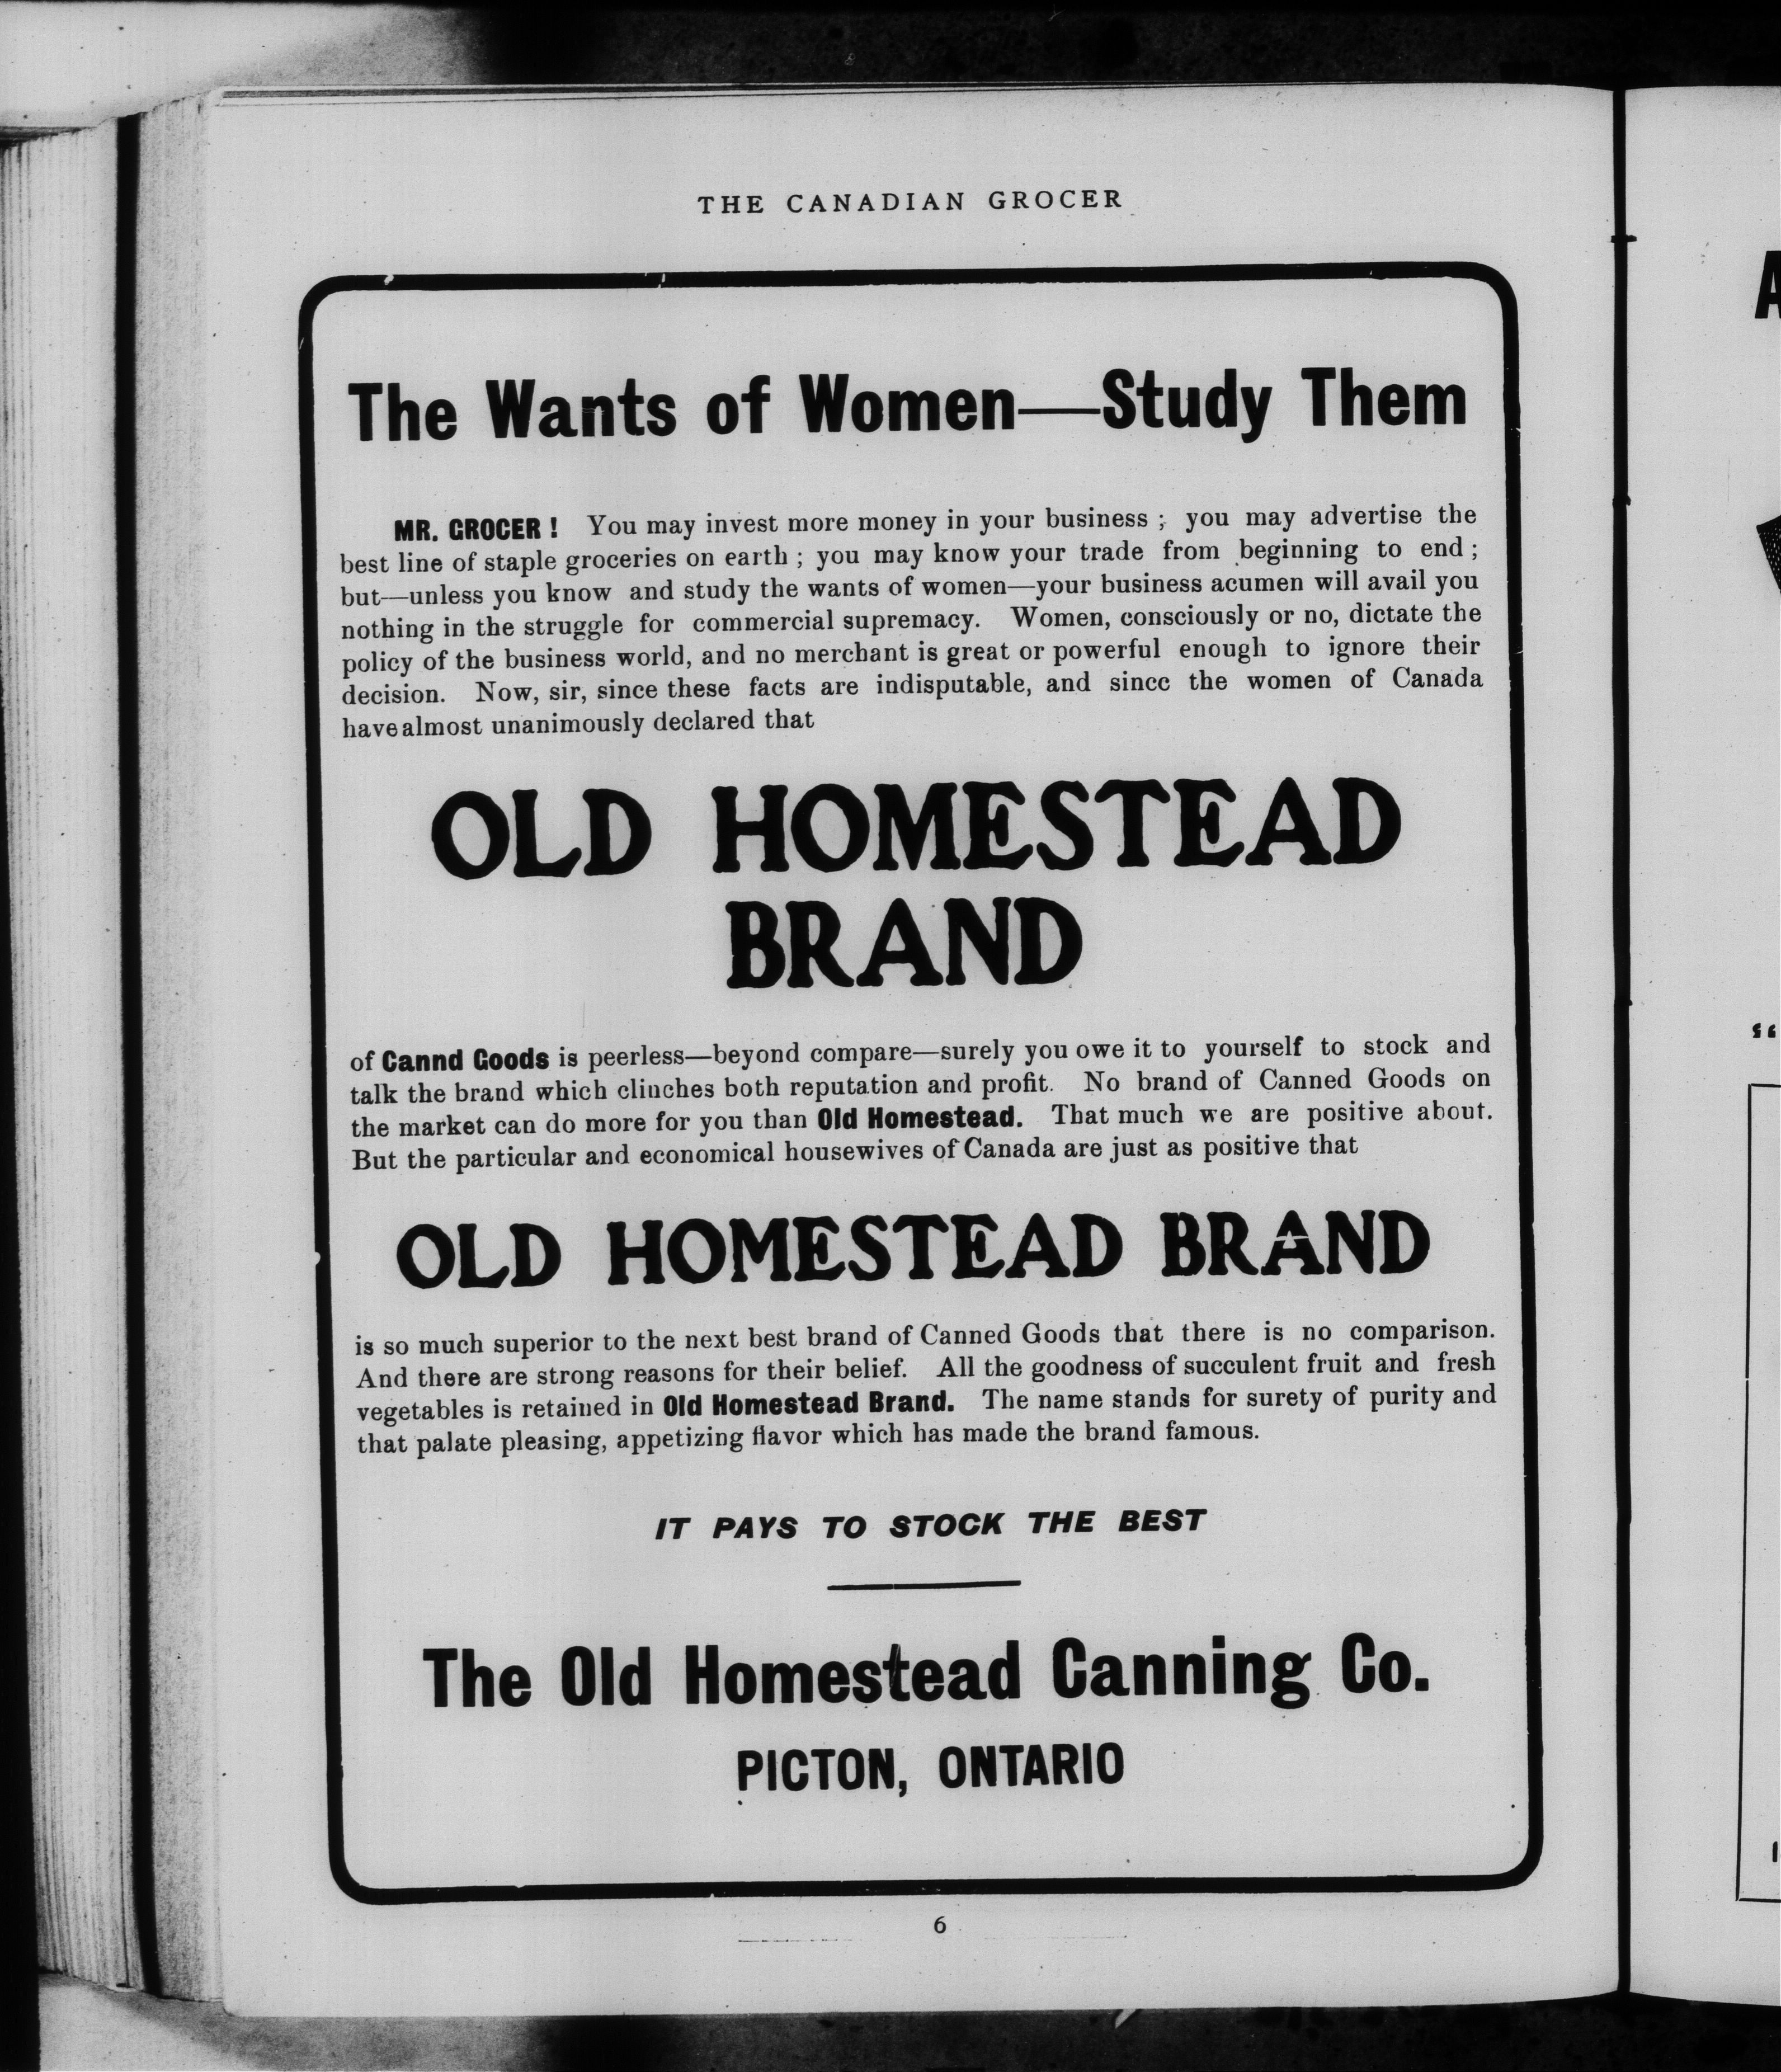 THE CANADIAN GROCER
The Wants of Women—Study Them
MR. GROCER ! You may invest more money in your business ; you may advertise the
best line of staple groceries on earth ; you may know your trade from beginning to end ;
but—unless you know and study the wants of women—your business acumen will avail you
nothing in the struggle for commercial supremacy. Women, consciously or no, dictate the
policy of the business world, and no merchant is great or powerful enough to ignore their
decision. Now, sir, since these facts are indisputable, and since the women of Canada
have almost unanimously declared that
OLD HOMESTEAD
BRAND
of Cannd Goods is peerless—beyond compare—surely you owe it to yourself to stock and
talk the brand which clinches both reputation and profit. No brand of Canned Goods on
the market can do more for you than Old Homestead. That much we are positive about.
But the particular and economical housewives of Canada are just as positive that
OLD HOMESTEAD BRAND
is so much superior to the next best brand of Canned Goods that there is no comparison.
And there are strong reasons for their belief. All the goodness of succulent fruit and fresh
vegetables is retained in Old Homestead Brand. The name stands for surety of purity and
that palate pleasing, appetizing flavor which has made the brand famous.
IT PAYS TO STOCK THE BEST
The Old Homestead Canning Co.
PICTON, ONTARIO
6
A
“